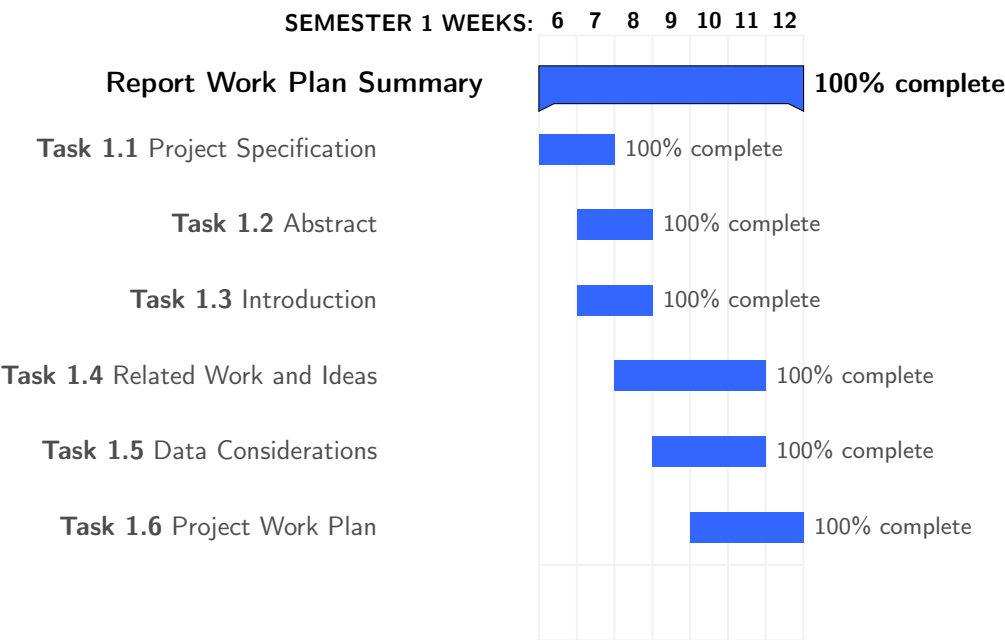 SEMESTER 1 WEEKS: 6 7 8 9 10 11 12
Report Work Plan Summary 100% complete
Task 1.1 Project Specification 100% complete
Task 1.2 Abstract 100% complete
Task 1.3 Introduction 100% complete
Task 1.4 Related Work and Ideas 100% complete
Task 1.5 Data Considerations 100% complete
Task 1.6 Project Work Plan 100% complete